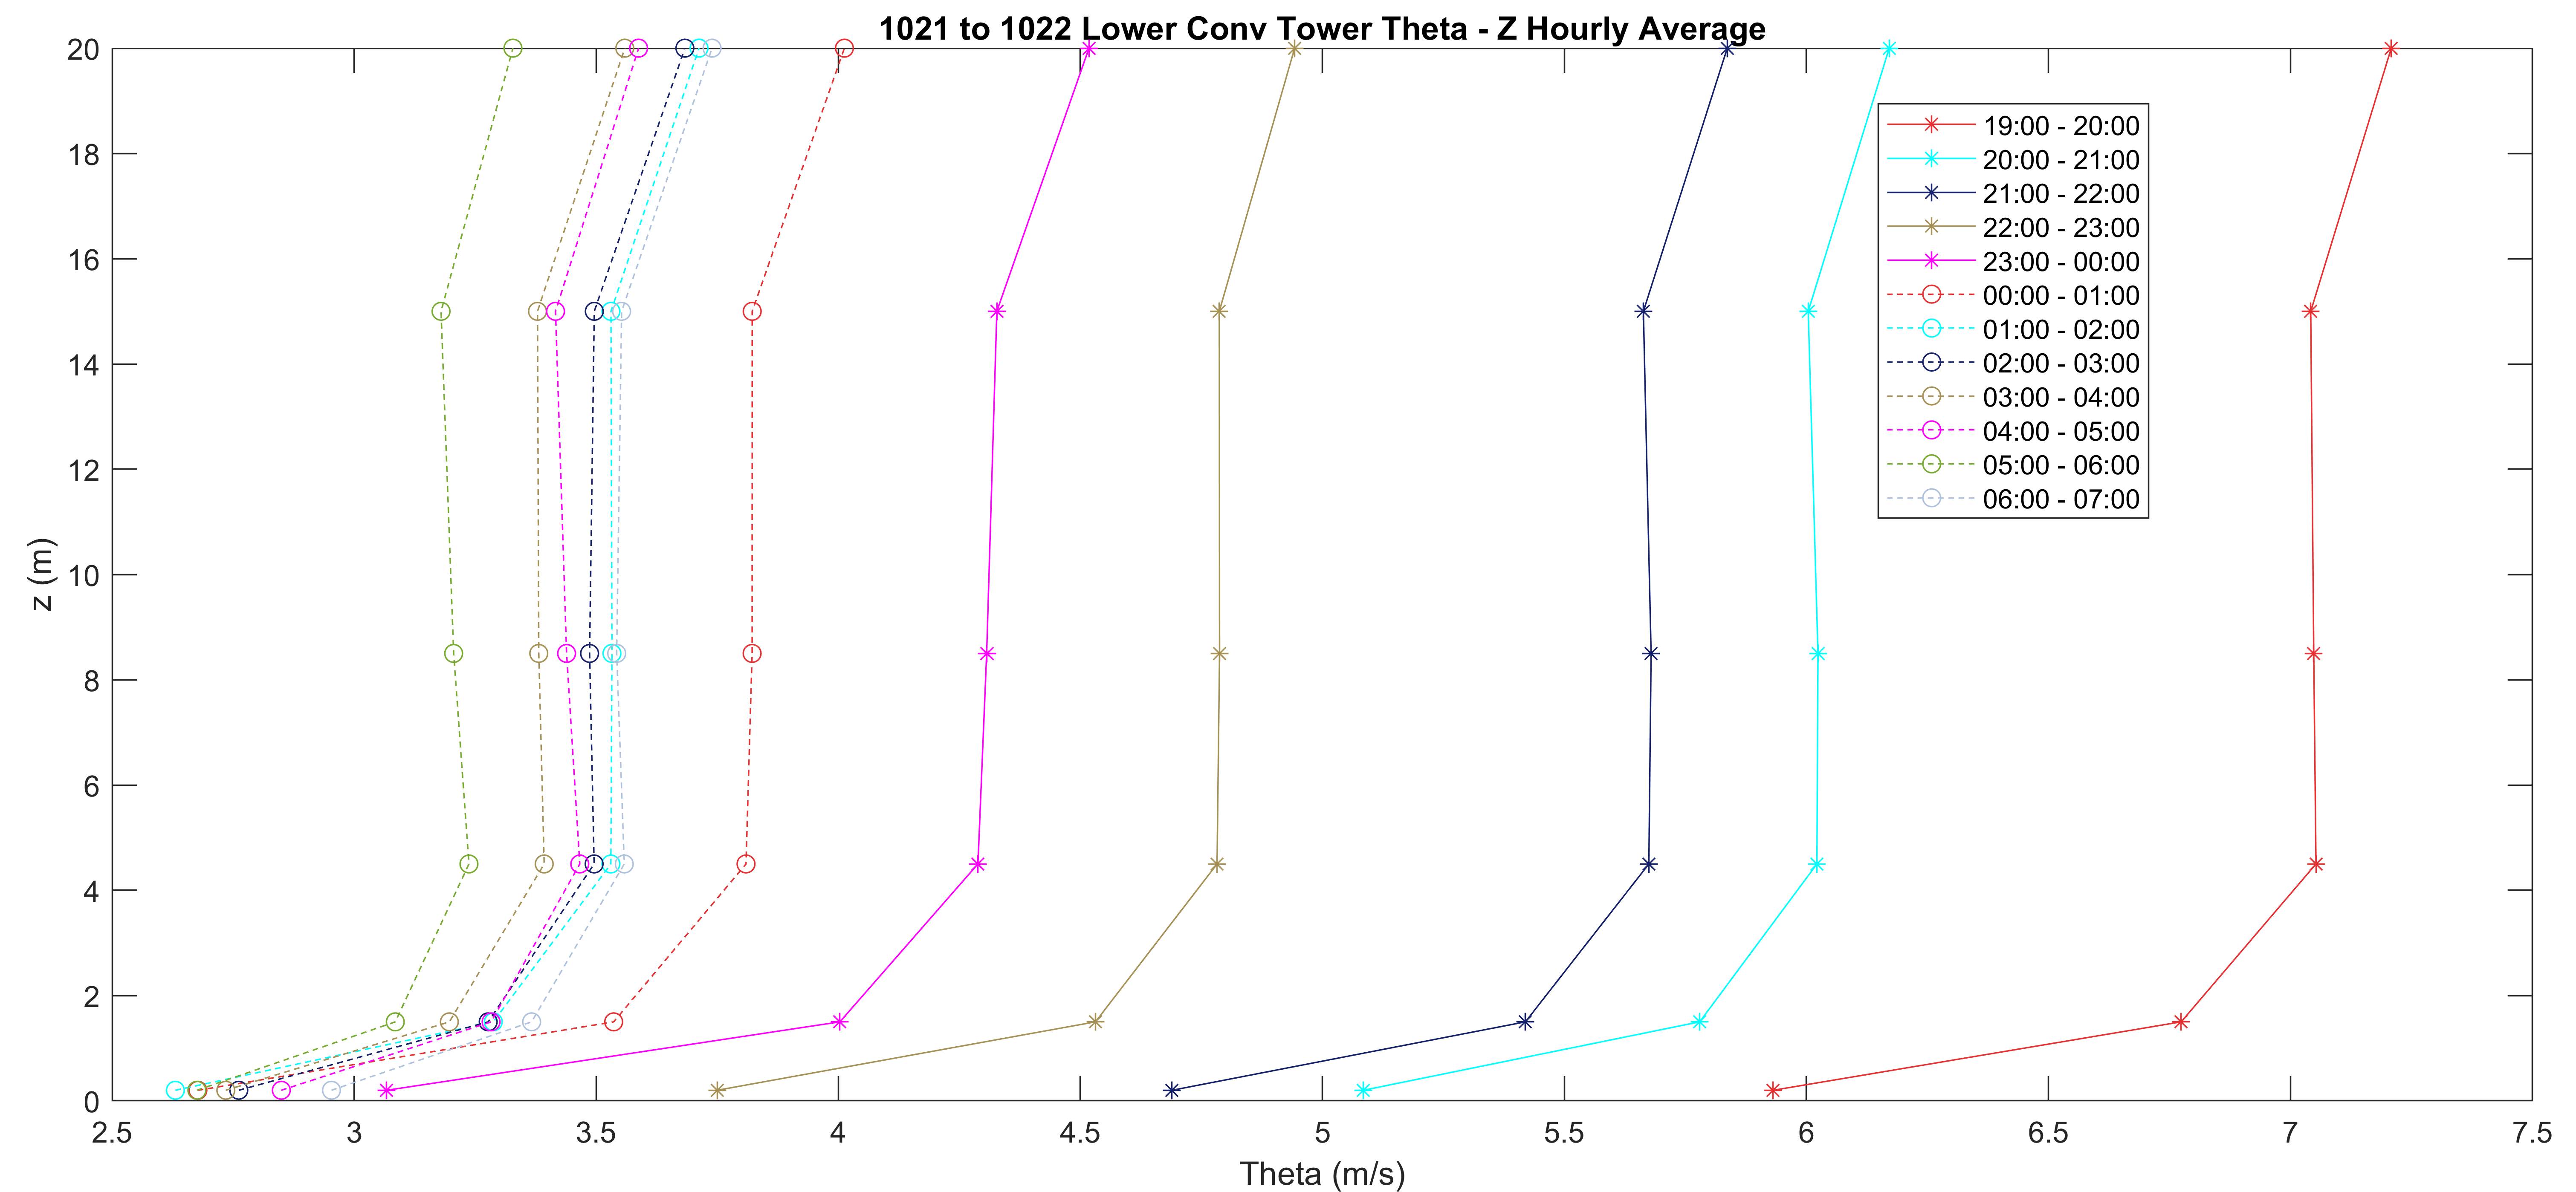 1021 to 1022 Lower Conv Tower Theta - Z Hourly Average
20
18
16
14
12
10
8
6
4
2
0
z (m)
19:00 - 20:00
20:00 - 21:00
21:00 - 22:00
22:00 - 23:00
23:00 - 00:00
00:00 - 01:00
01:00 - 02:00
02:00 - 03:00
03:00 - 04:00
04:00 - 05:00
05:00 - 06:00
06:00 - 07:00
2.5 3 3.5 4 4.5 5 5.5 6 6.5 7 7.5
Theta (m/s)